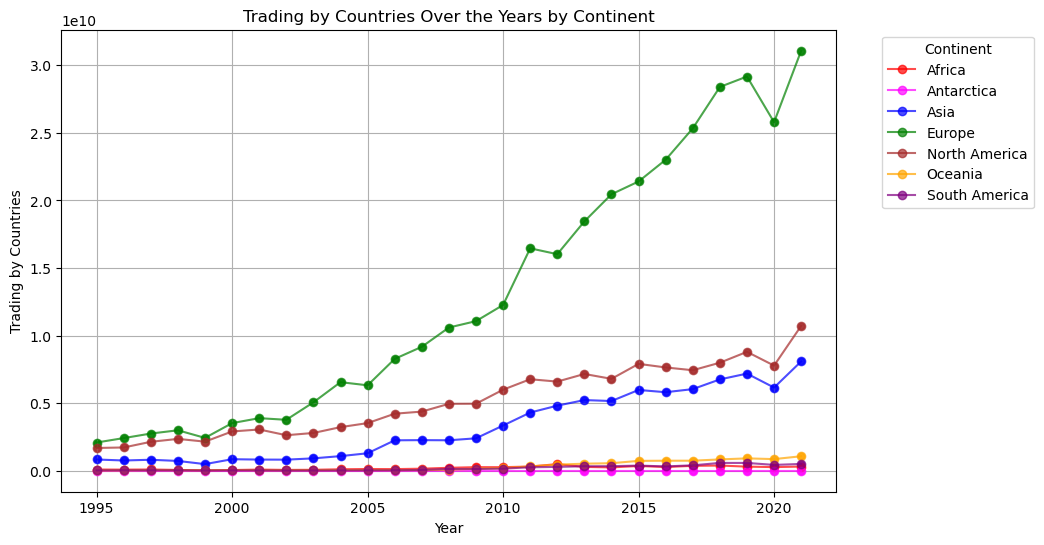 Trading by Countries Over the Years by Continent
1e10
3.0
2.5
2.0
1.5
1.0
0.5
0.0
Trading by Countries
1995
2000
2005
2010
2015
2020
Year
Continent
Africa
Antarctica
Asia
Europe
North America
Oceania
South America